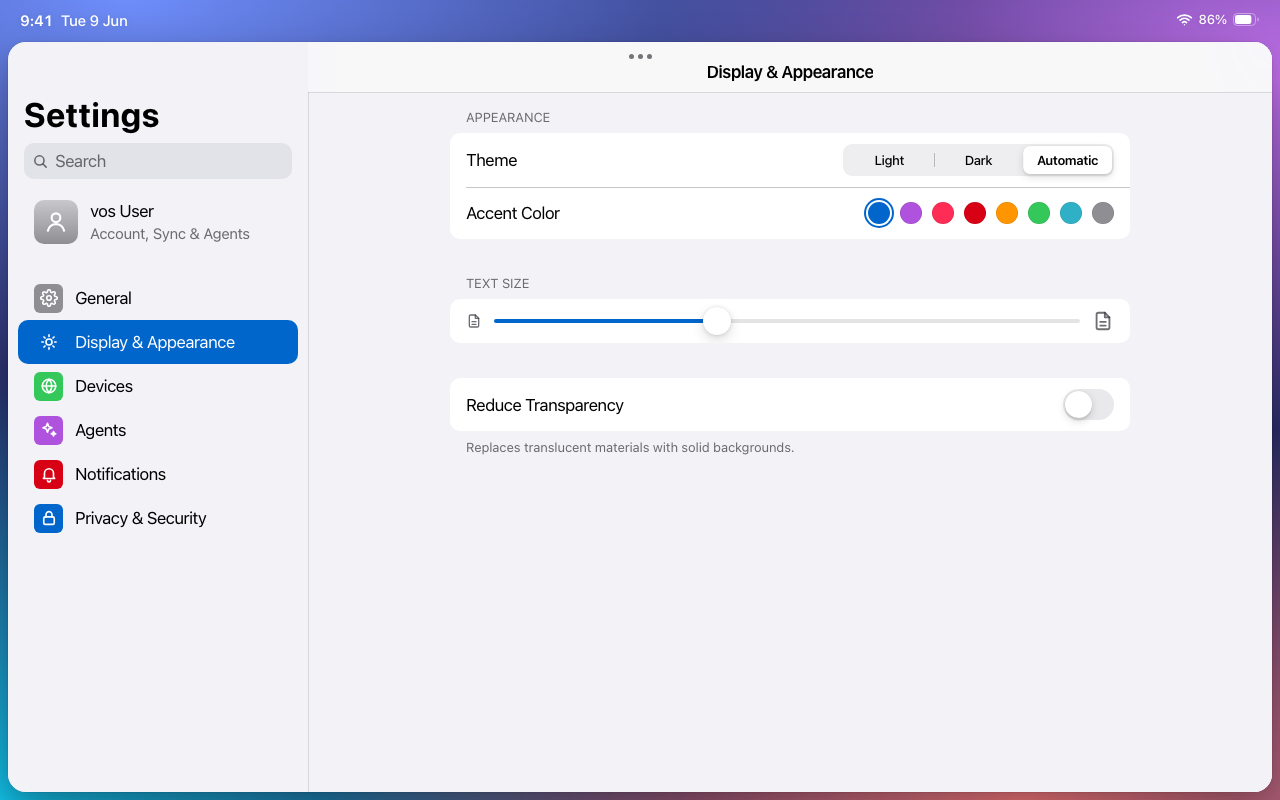 9:41 Tue 9 Jun
86%
Display & Appearance
Settings
Search
vos User
Account, Sync & Agents
General
Display & Appearance
Devices
Agents
Notifications
Privacy & Security
APPEARANCE
Theme
Light
Dark
Automatic
Accent Color
TEXT SIZE
Reduce Transparency
Replaces translucent materials with solid backgrounds.